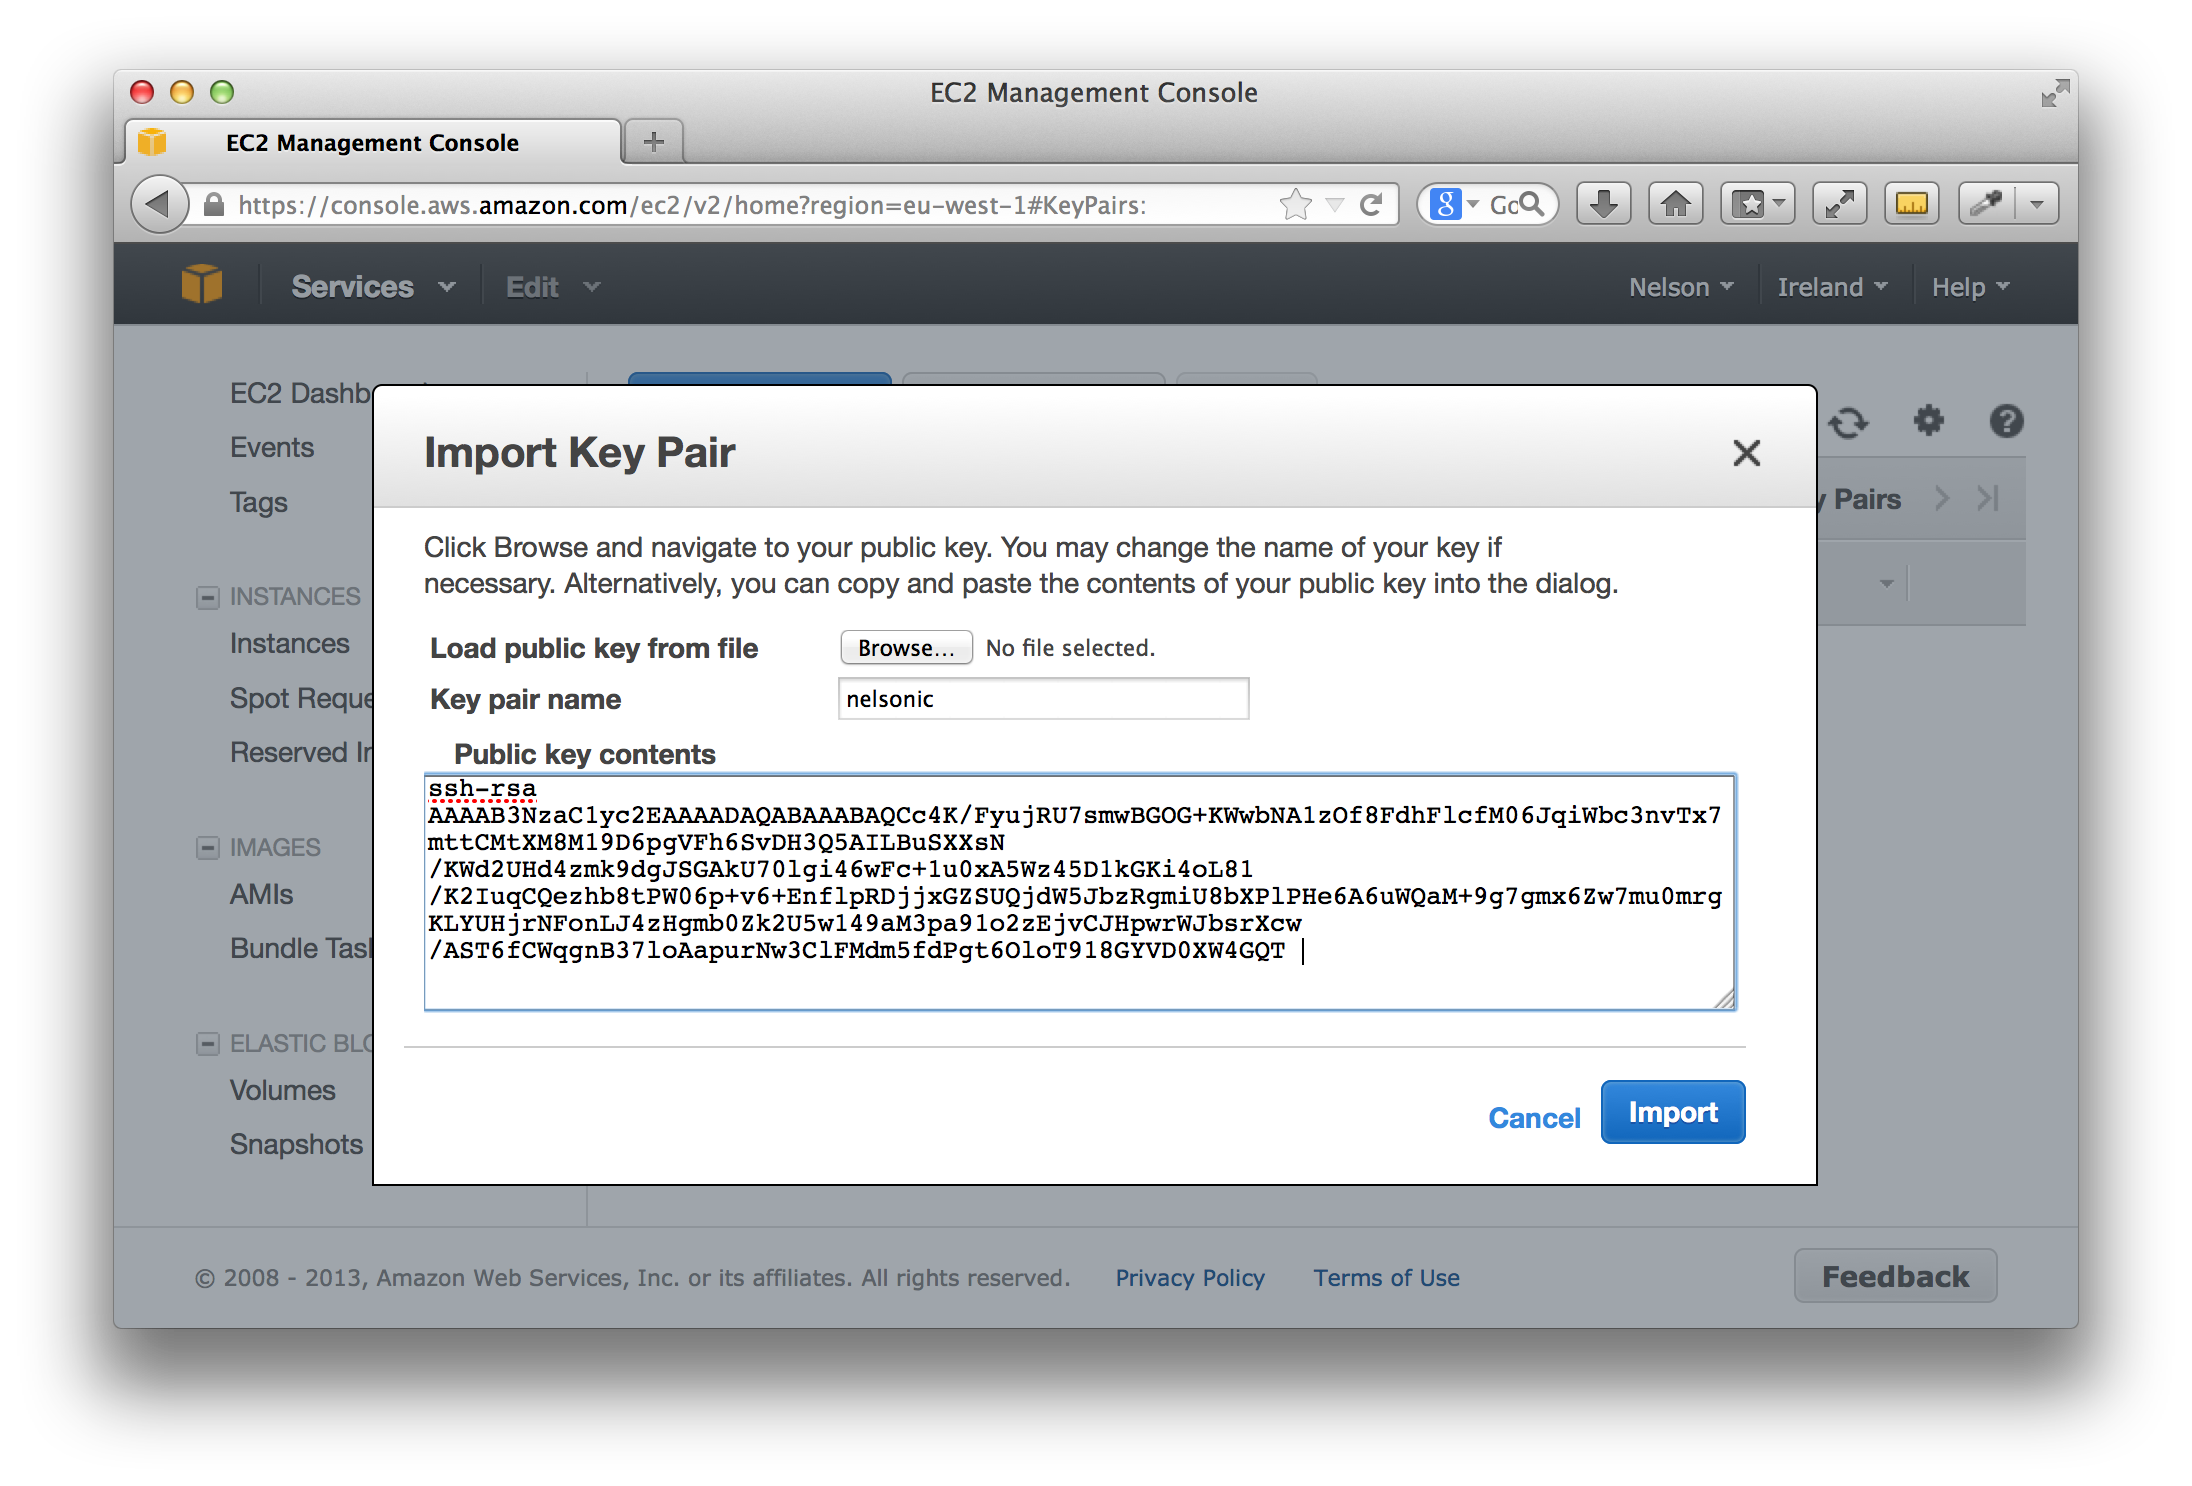 EC2 Management Console
EC2 Management Console
https://console.aws.amazon.com/ec2/v2/home?region=eu-west-1#KeyPairs:
Services Edit Nelson Ireland Help
EC2 Dashb
Events
Tags
INSTANCES
Instances
Spot Reque
Reserved In
IMAGES
AMIs
Bundle Task
ELASTIC BLO
Volumes
Snapshots
y Pairs
Import Key Pair
Click Browse and navigate to your public key. You may change the name of your key if
necessary. Alternatively, you can copy and paste the contents of your public key into the dialog.
Load public key from file Browse... No file selected.
Key pair name nelsonic
Public key contents
ssh-rsa
AAAAB3NzaC1yc2EAAAADAQABAAABAQCc4K/FyujRU7smwBGOG+KWwbNA1zOf8FdhFlcfM06JqiWbc3nvTx7
mttCMtXM8M19D6pgVFh6SvDH3Q5AILBuSXXsN
/KWd2UHd4zmk9dgJSGAkU70lgi46wFc+1u0xA5Wz45D1kGKi4oL81
/K2IuqCQezhb8tPW06p+v6+EnflpRDjjxGZSUQjdW5JbzRgmiU8bXPlPHe6A6uWQaM+9g7gmx6Zw7mu0mrg
KLYUHjrNFonLJ4zHgmb0Zk2U5w149aM3pa91o2zEjvCJHpwrWJbsrXcw
/AST6fCWqgnB37loAapurNw3ClFMdm5fdPgt6OloT918GYVD0XW4GQT
Cancel Import
© 2008 - 2013, Amazon Web Services, Inc. or its affiliates. All rights reserved. Privacy Policy Terms of Use Feedback